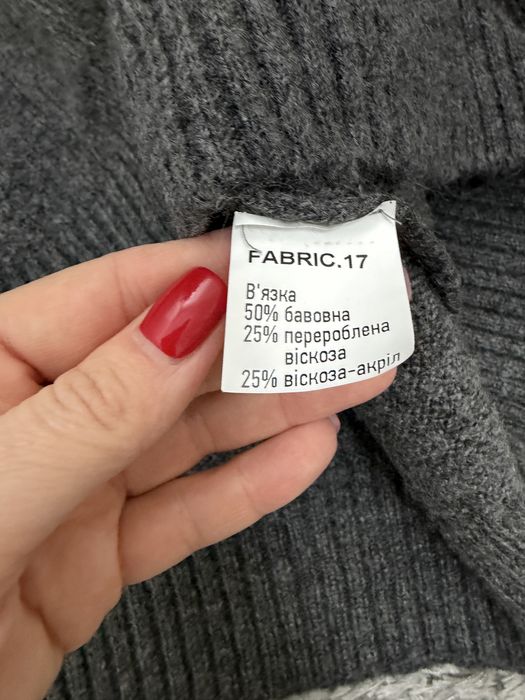 FABRIC.17
В'язка
50% бавовна
25% перероблена
віскоза
25% віскоза-акріл